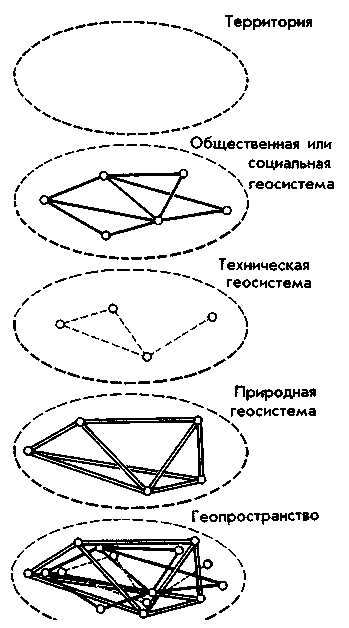 Территория
Общественная или
социальная
геосистема
Техническая
геосистема
Природная
геосистема
Геопространство